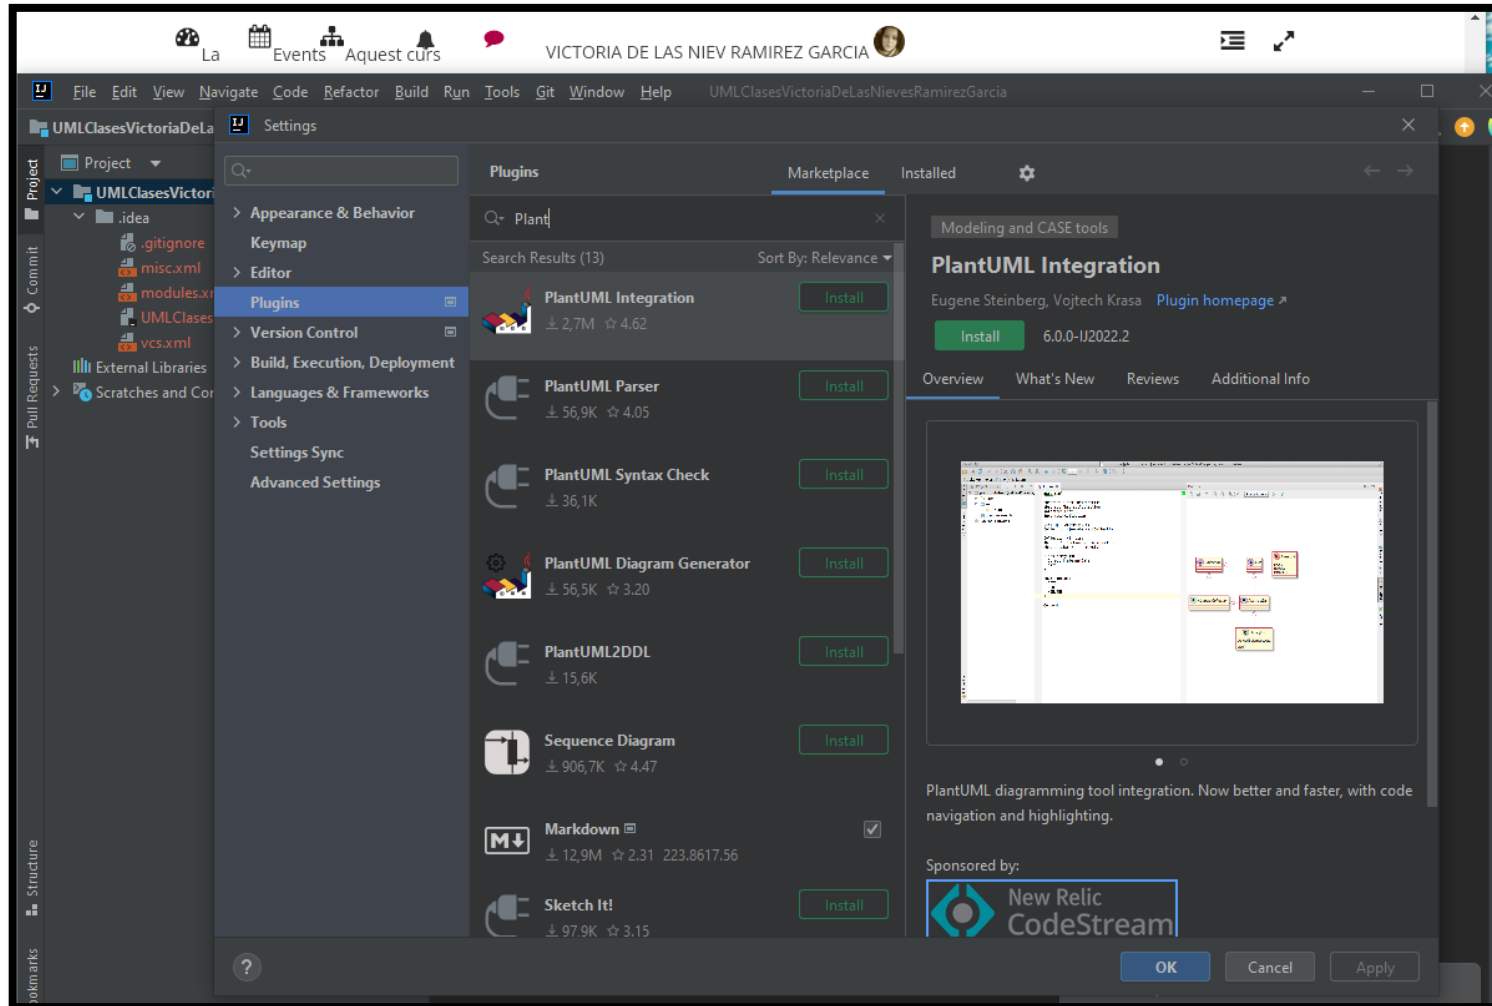 La
Events
Aquest curs
VICTORIA DE LAS NIEV RAMIREZ GARCIA
File Edit View Navigate Code Refactor Build Run Tools Git Window Help UMLClasesVictoriaDeLasNievesRamirezGarcia
UMLClasesVictoriaDeLa
Settings
Project
Project
UMLClasesVictori
.idea
.gitignore
misc.xml
modules.x
UMLClases
vcs.xml
External Libraries
Scratches and Cor
Commit
Pull Requests
Structure
ookmarks
Appearance & Behavior
Keymap
Editor
Plugins
Version Control
Build, Execution, Deployment
Languages & Frameworks
Tools
Settings Sync
Advanced Settings
Plugins Marketplace Installed
Plant
Search Results (13) Sort By: Relevance
PlantUML Integration Install
2,7M 4.62
PlantUML Parser Install
56,9K 4.05
PlantUML Syntax Check Install
36,1K
PlantUML Diagram Generator Install
56,5K 3.20
PlantUML2DDL Install
15,6K
Sequence Diagram Install
906,7K 4.47
Markdown
12,9M 2.31 223.8617.56
Sketch It! Install
97,9K 3.15
Modeling and CASE tools
PlantUML Integration
Eugene Steinberg, Vojtech Krasa Plugin homepage
Install 6.0.0-IJ2022.2
Overview What's New Reviews Additional Info
PlantUML diagramming tool integration. Now better and faster, with code
navigation and highlighting.
Sponsored by:
New Relic
CodeStream
? OK Cancel Apply